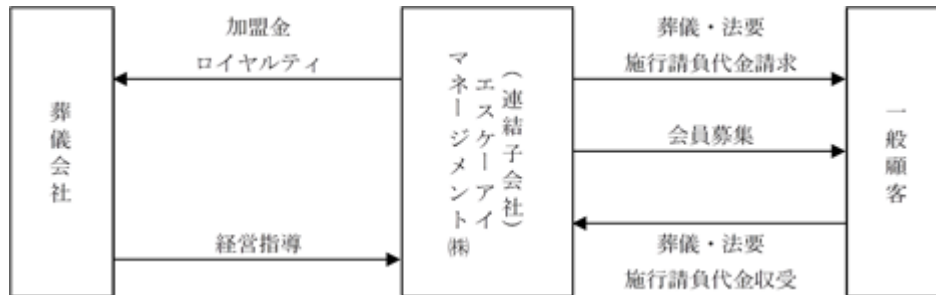 葬儀会社
加盟金
ロイヤルティ
経営指導
(連結子会社)
エスケーアイ
マネージメント㈱
葬儀・法要
施行請負代金請求
会員募集
葬儀・法要
施行請負代金収受
一般顧客